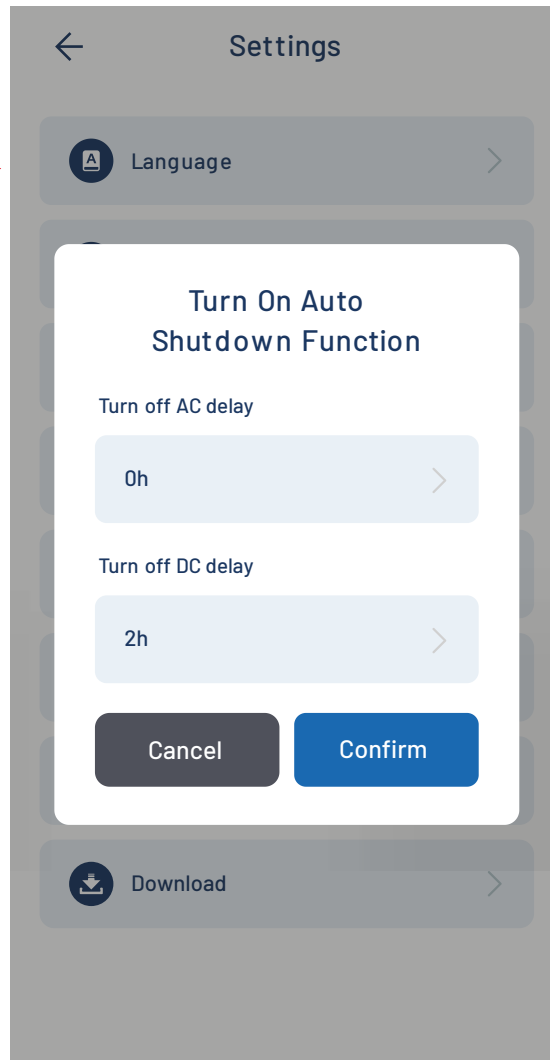 Settings
Language
Turn On Auto
Shutdown Function
Turn off AC delay
0h
Turn off DC delay
2h
Cancel
Confirm
Download